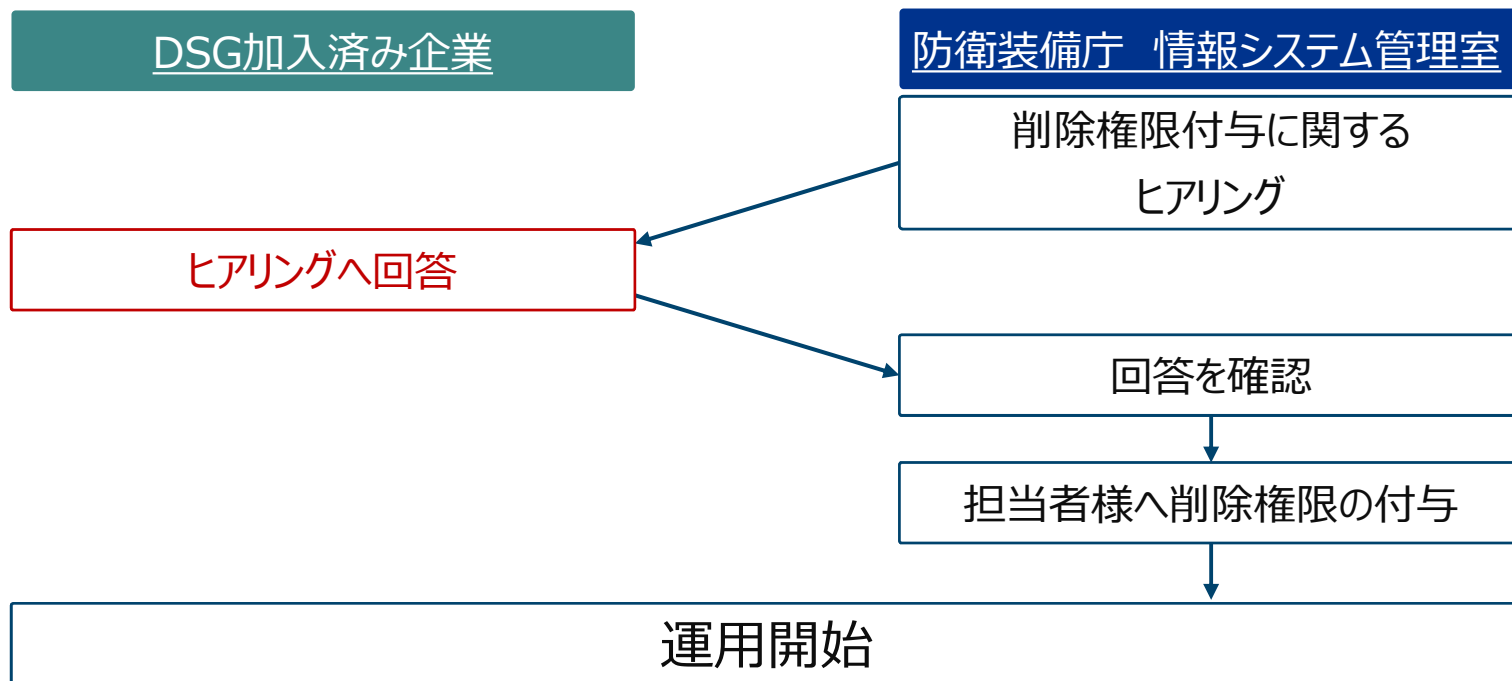 DSG加入済み企業
防衛装備庁　情報システム管理室
削除権限付与に関する
ヒアリング
ヒアリングへ回答
回答を確認
担当者様へ削除権限の付与
運用開始